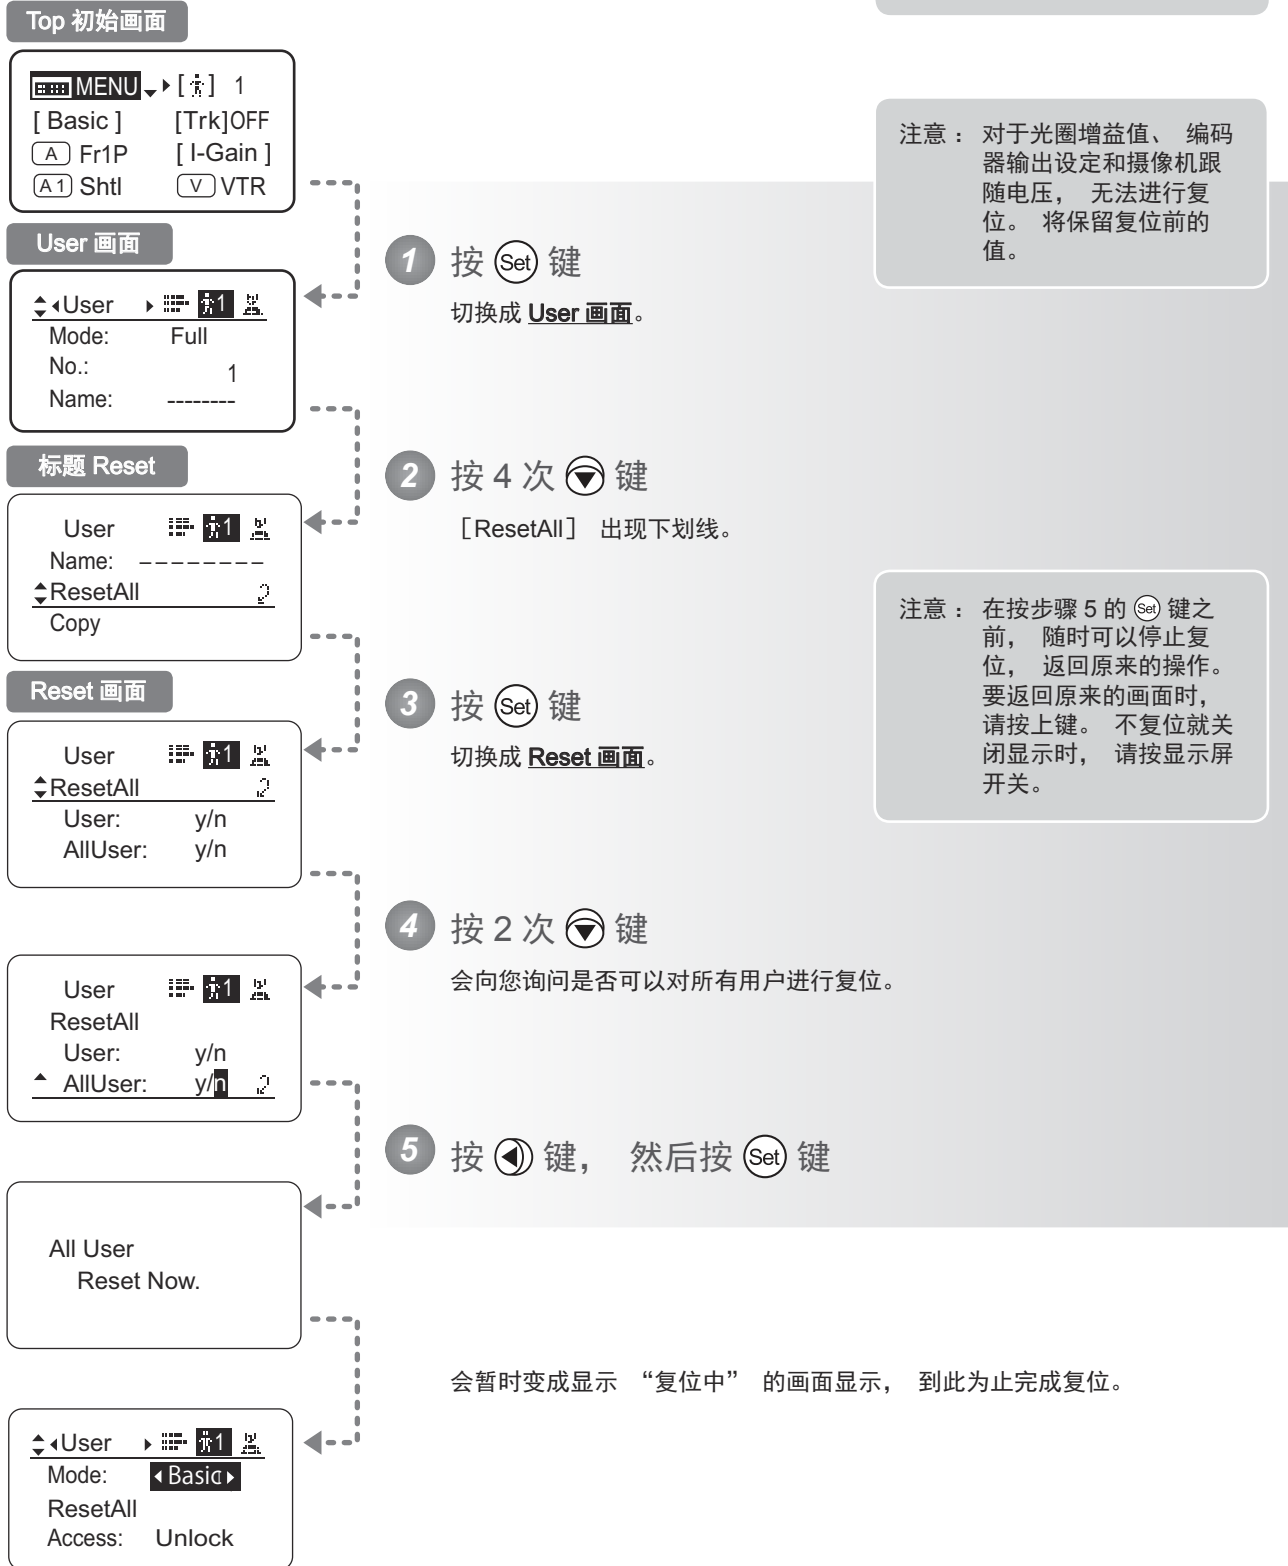 Top 初始画面
MENU [ ] 1
[ Basic ] [Trk]OFF
A Fr1P [ I-Gain ]
A1 Shtl V VTR
User 画面
User 1
Mode: Full
No.: 1
Name: --------
标题 Reset
User 1
Name: --------
ResetAll
Copy
Reset 画面
User 1
ResetAll
User: y/n
AllUser: y/n
User 1
ResetAll
User: y/n
AllUser: y/n
All User
Reset Now.
User 1
Mode: Basic
ResetAll
Access: Unlock
1 按 Set 键
切换成 User 画面。
2 按 4 次 键
［ResetAll］ 出现下划线。
3 按 Set 键
切换成 Reset 画面。
4 按 2 次 键
会向您询问是否可以对所有用户进行复位。
5 按 键， 然后按 Set 键
会暂时变成显示 “复位中” 的画面显示， 到此为止完成复位。
注意： 对于光圈增益值、 编码
器输出设定和摄像机跟
随电压， 无法进行复
位。 将保留复位前的
值。
注意： 在按步骤 5 的 Set 键之
前， 随时可以停止复
位， 返回原来的操作。
要返回原来的画面时，
请按上键。 不复位就关
闭显示时， 请按显示屏
开关。